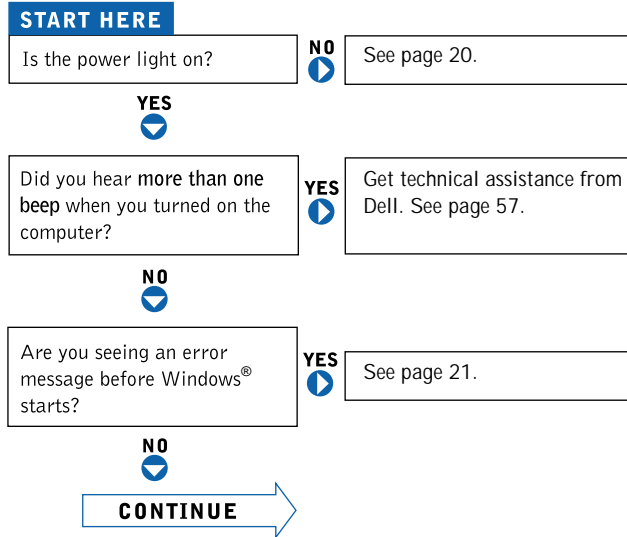 START HERE
Is the power light on?
NO
See page 20.
YES
Did you hear more than one
beep when you turned on the
computer?
YES
Get technical assistance from
Dell. See page 57.
NO
Are you seeing an error
message before Windows®
starts?
YES
See page 21.
NO
CONTINUE